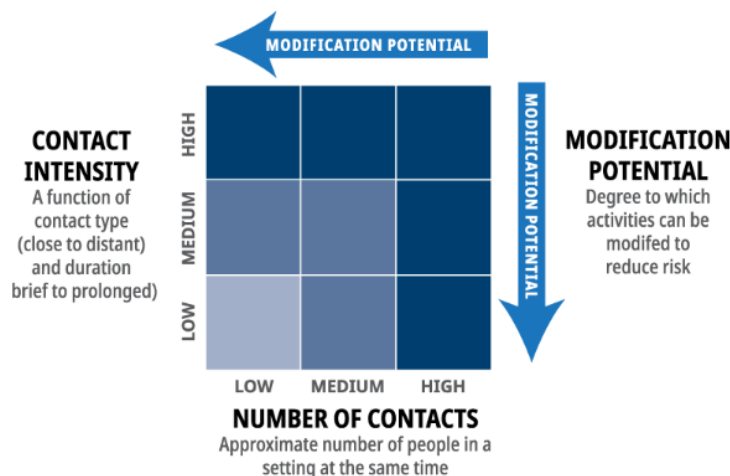 MODIFICATION POTENTIAL
CONTACT
INTENSITY
A function of
contact type
(close to distant)
and duration
brief to prolonged)
HIGH
MEDIUM
LOW
MODIFICATION POTENTIAL
MODIFICATION
POTENTIAL
Degree to which
activities can be
modifed to
reduce risk
LOW MEDIUM HIGH
NUMBER OF CONTACTS
Approximate number of people in a
setting at the same time